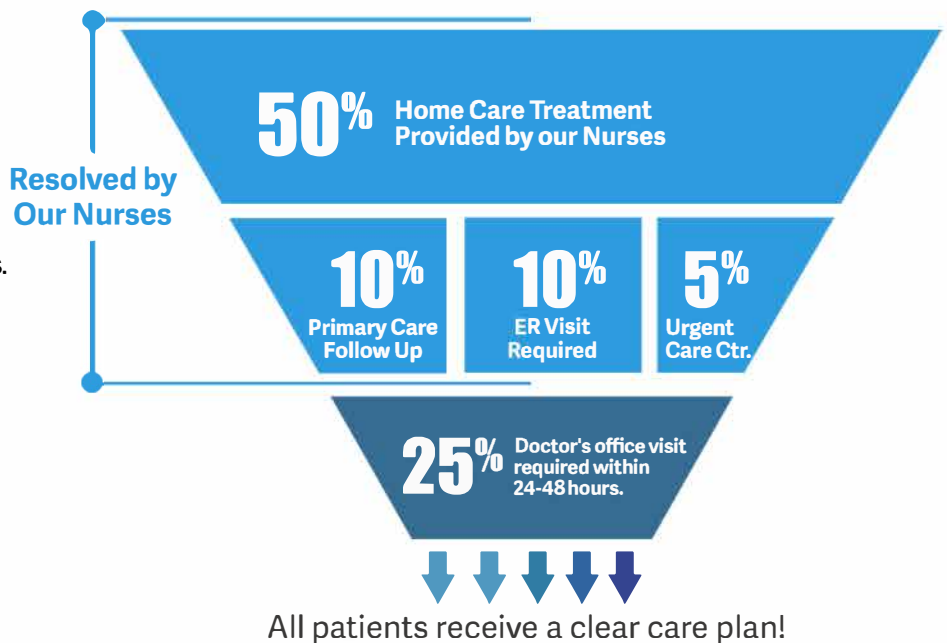 50% Home Care Treatment
Provided by our Nurses
Resolved by
Our Nurses
s.
10%
Primary Care
Follow Up
10%
ER Visit
Required
5%
Urgent
Care Ctr.
25% Doctor's office visit
required within
24-48 hours.
All patients receive a clear care plan!